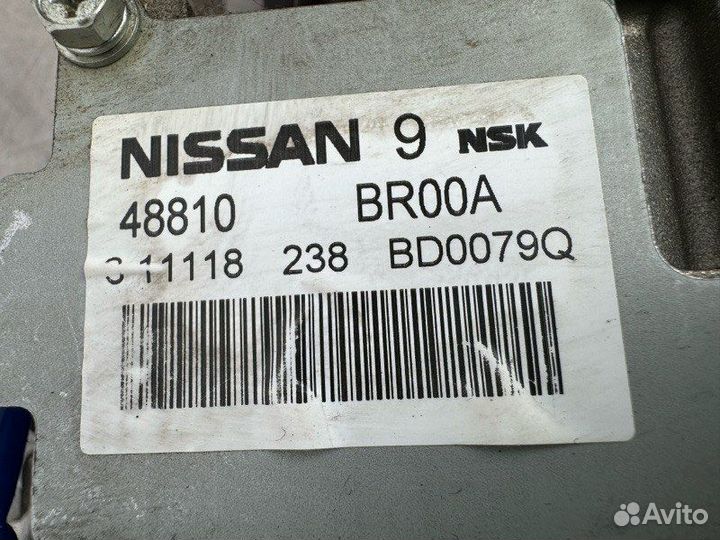 NISSAN 9 NSK
48810 BR00A
11118 238 BD0079Q
Avito